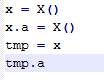 x = X()
x.a = X()
tmp = x
tmp.a